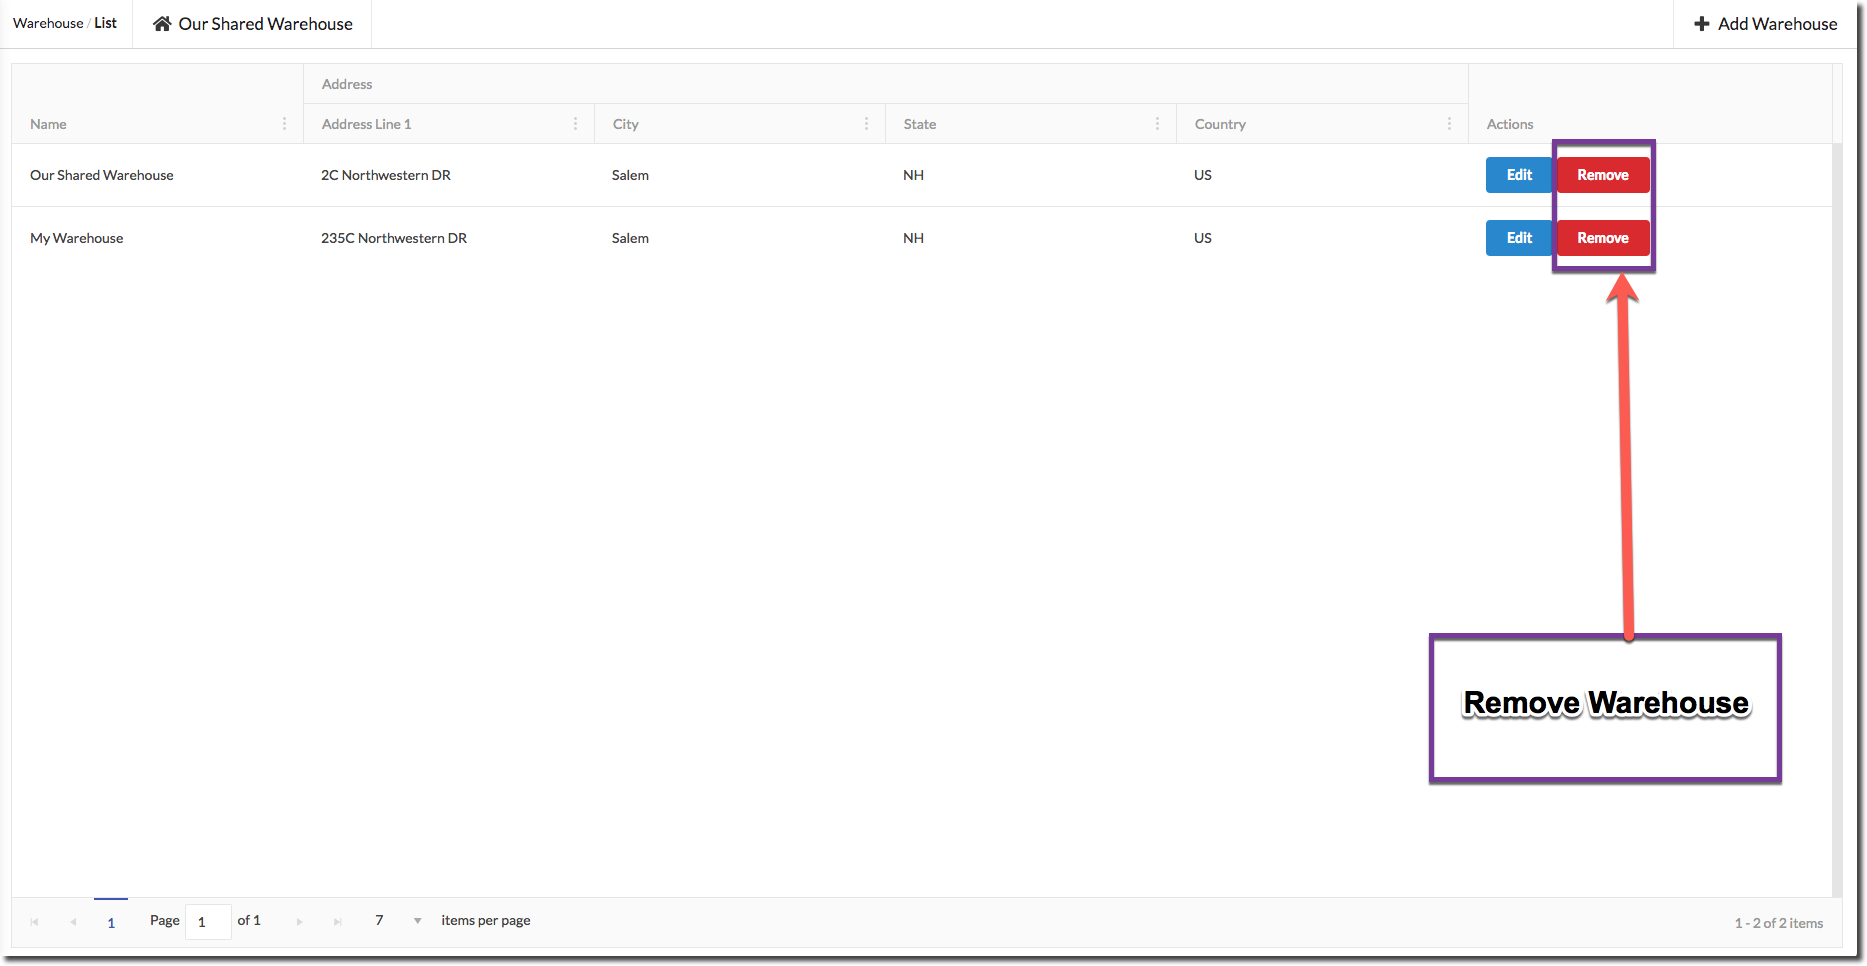 Warehouse / List
Our Shared Warehouse
Add Warehouse
Address
Name
Address Line 1
City
State
Country
Actions
Our Shared Warehouse
2C Northwestern DR
Salem
NH
US
Edit
Remove
My Warehouse
235C Northwestern DR
Salem
NH
US
Edit
Remove
Remove Warehouse
1
Page 1 of 1
7
items per page
1 - 2 of 2 items